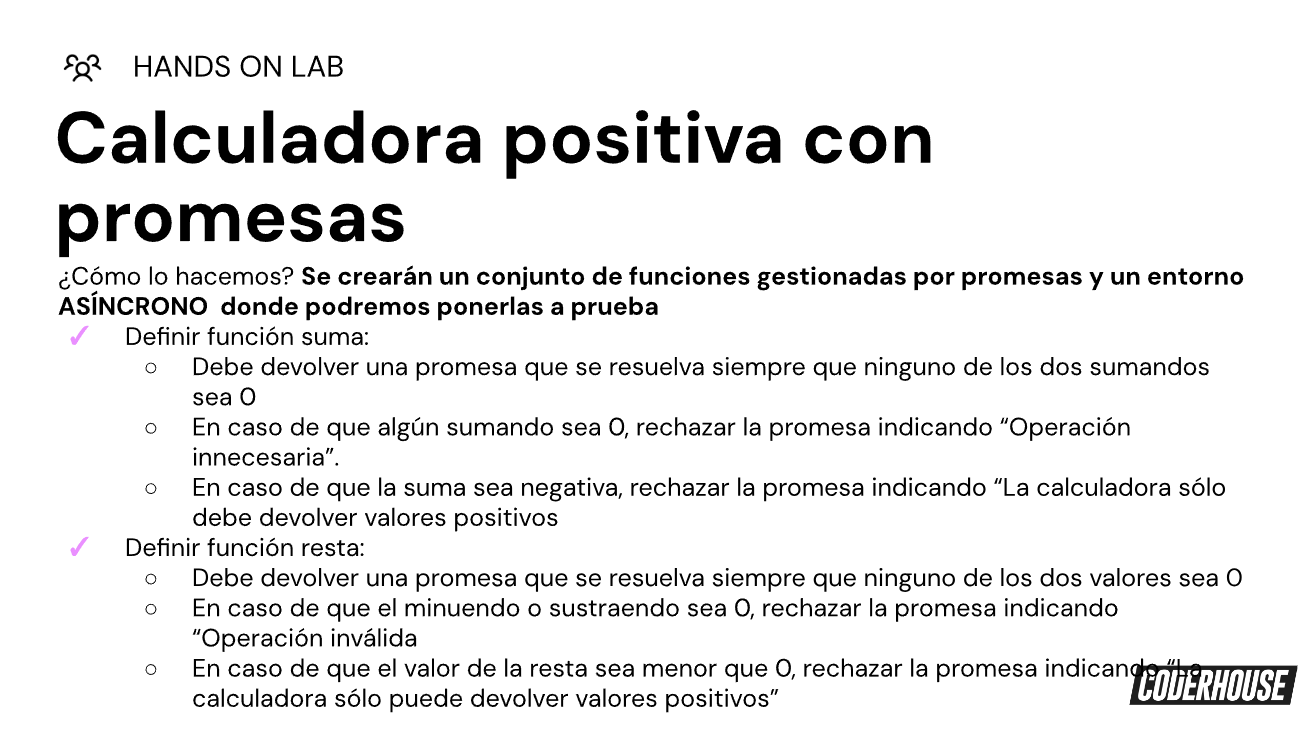 HANDS ON LAB
Calculadora positiva con
promesas
¿Cómo lo hacemos? Se crearán un conjunto de funciones gestionadas por promesas y un entorno
ASÍNCRONO  donde podremos ponerlas a prueba
✓ Definir función suma:
○ Debe devolver una promesa que se resuelva siempre que ninguno de los dos sumandos
sea 0
○ En caso de que algún sumando sea 0, rechazar la promesa indicando “Operación
innecesaria”.
○ En caso de que la suma sea negativa, rechazar la promesa indicando “La calculadora sólo
debe devolver valores positivos
✓ Definir función resta:
○ Debe devolver una promesa que se resuelva siempre que ninguno de los dos valores sea 0
○ En caso de que el minuendo o sustraendo sea 0, rechazar la promesa indicando
“Operación inválida
○ En caso de que el valor de la resta sea menor que 0, rechazar la promesa indicando “La
calculadora sólo puede devolver valores positivos”
CODERHOUSE